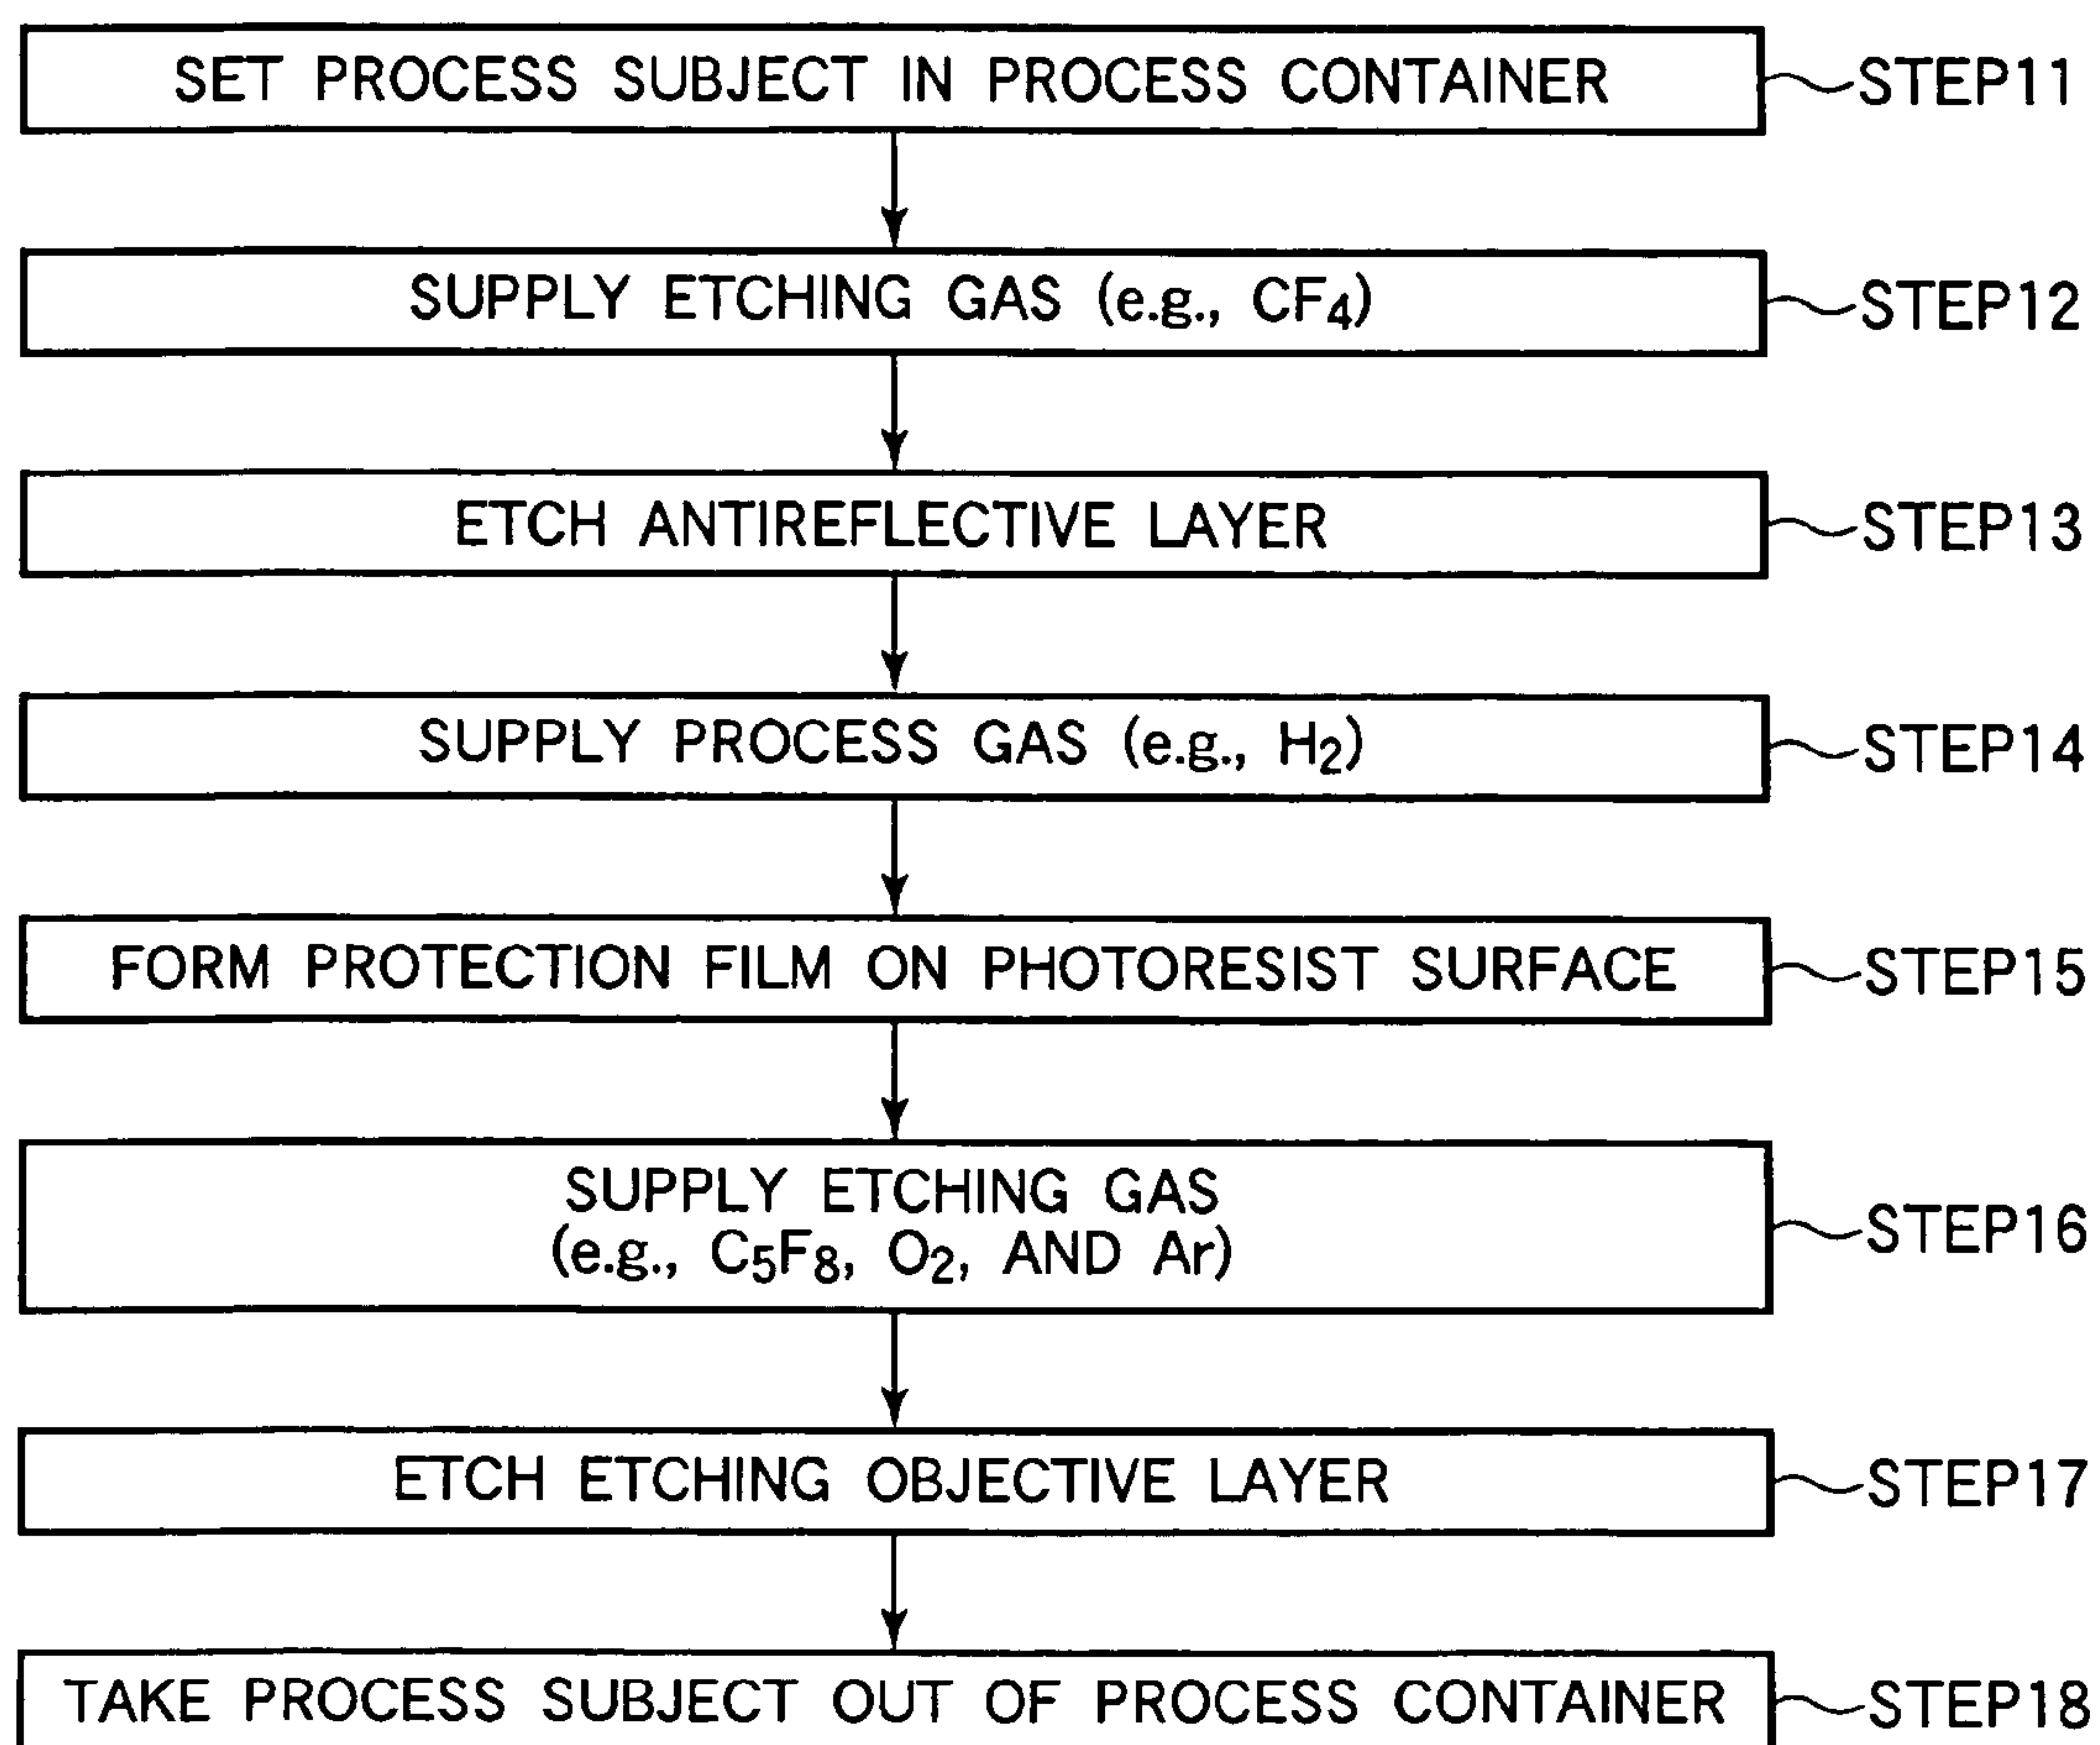 SET PROCESS SUBJECT IN PROCESS CONTAINER STEP11
SUPPLY ETCHING GAS (e.g., CF4) STEP12
ETCH ANTIREFLECTIVE LAYER STEP13
SUPPLY PROCESS GAS (e.g., H2) STEP14
FORM PROTECTION FILM ON PHOTORESIST SURFACE STEP15
SUPPLY ETCHING GAS
(e.g., C5F8, O2, AND Ar) STEP16
ETCH ETCHING OBJECTIVE LAYER STEP17
TAKE PROCESS SUBJECT OUT OF PROCESS CONTAINER STEP18